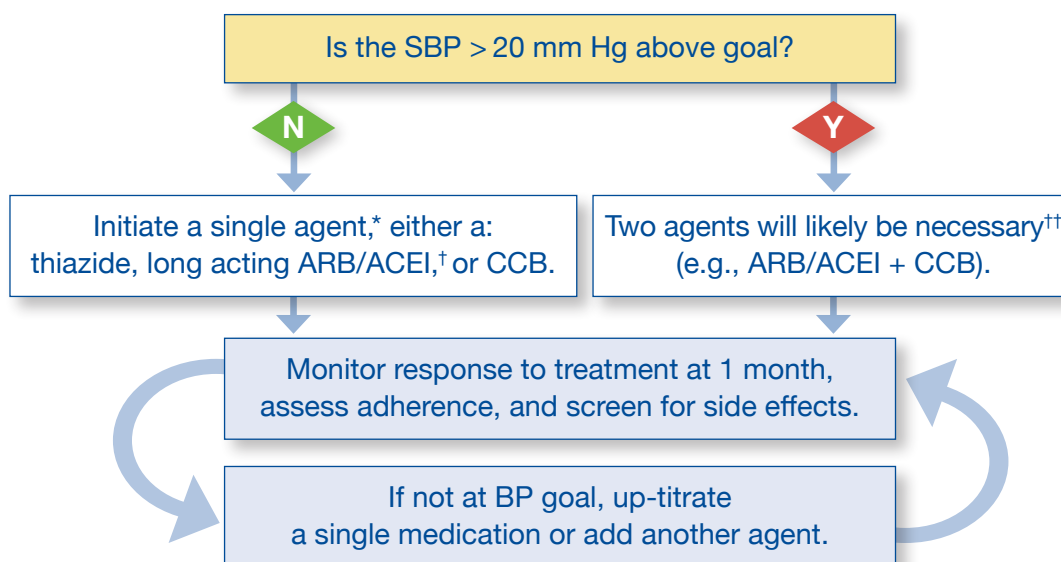 Is the SBP > 20 mm Hg above goal?
N
Y
Initiate a single agent,* either a:
thiazide, long acting ARB/ACEI,† or CCB.
Two agents will likely be necessary††
(e.g., ARB/ACEI + CCB).
Monitor response to treatment at 1 month,
assess adherence, and screen for side effects.
If not at BP goal, up-titrate
a single medication or add another agent.